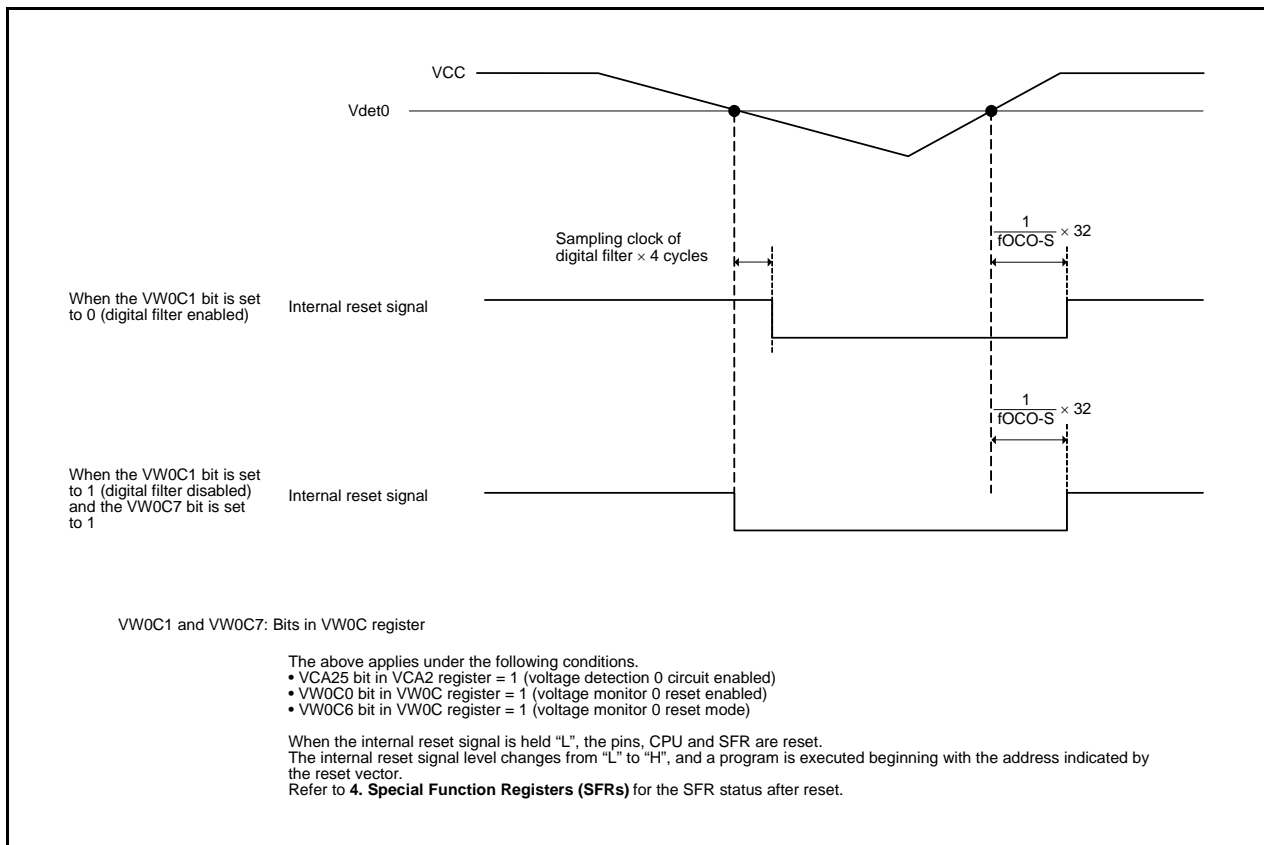 VCC
Vdet0
Sampling clock of
digital filter × 4 cycles
1
fOCO-S × 32
When the VW0C1 bit is set
to 0 (digital filter enabled)
Internal reset signal
1
fOCO-S × 32
When the VW0C1 bit is set
to 1 (digital filter disabled)
and the VW0C7 bit is set
to 1
Internal reset signal
VW0C1 and VW0C7: Bits in VW0C register
The above applies under the following conditions.
• VCA25 bit in VCA2 register = 1 (voltage detection 0 circuit enabled)
• VW0C0 bit in VW0C register = 1 (voltage monitor 0 reset enabled)
• VW0C6 bit in VW0C register = 1 (voltage monitor 0 reset mode)
When the internal reset signal is held “L”, the pins, CPU and SFR are reset.
The internal reset signal level changes from “L” to “H”, and a program is executed beginning with the address indicated by
the reset vector.
Refer to 4. Special Function Registers (SFRs) for the SFR status after reset.